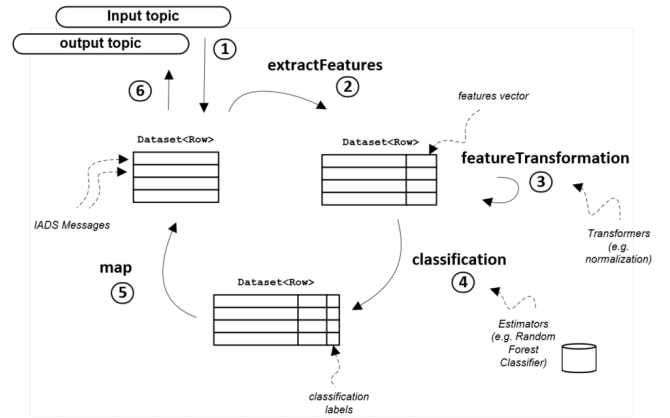 Input topic
output topic
1
extractFeatures
2
6
features vector
Dataset<Row>
Dataset<Row>
featureTransformation
3
IADS Messages
Transformers
(e.g.
normalization)
map
5
Dataset<Row>
classification
4
Estimators
(e.g. Random
Forest
Classifier)
classification
labels